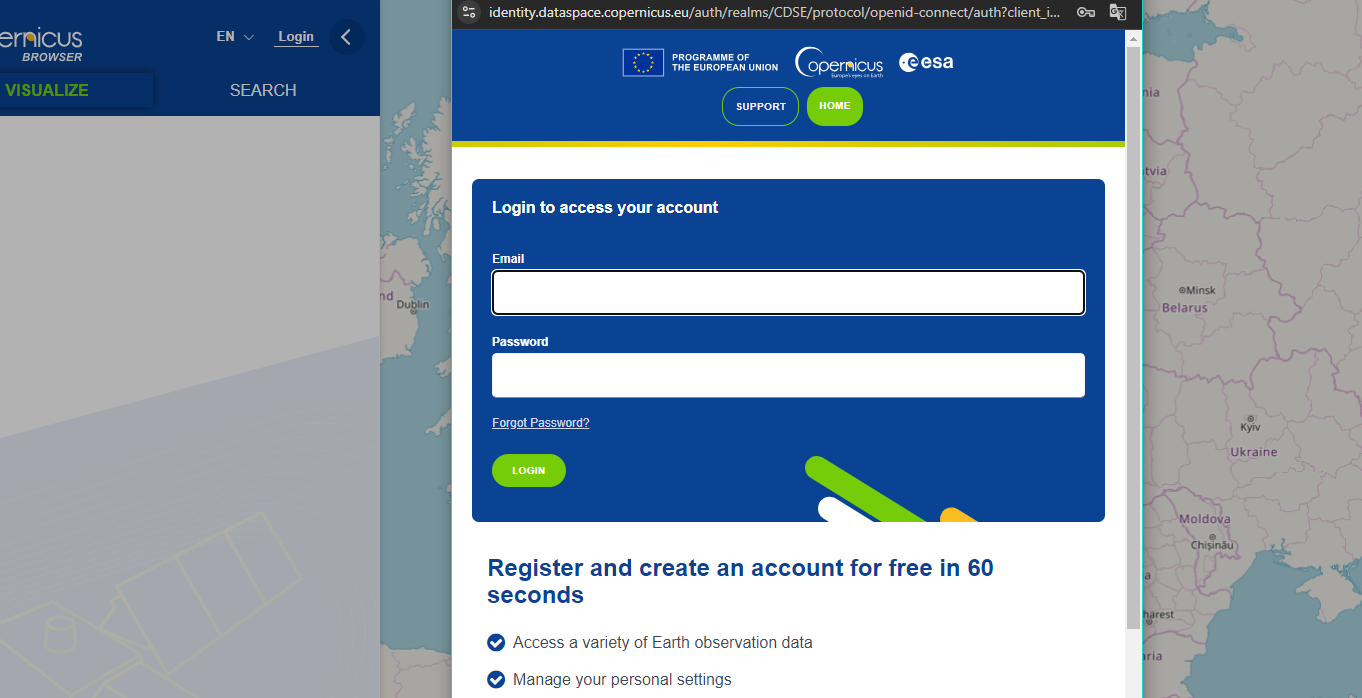 identity.dataspace.copernicus.eu/auth/realms/CDSE/protocol/openid-connect/auth?client_i...
ernicus
BROWSER
EN
Login
VISUALIZE
SEARCH
PROGRAMME OF
THE EUROPEAN UNION
opernicus
Europe's eyes on Earth
esa
SUPPORT
HOME
Login to access your account
Email
Password
Forgot Password?
LOGIN
Register and create an account for free in 60
seconds
Access a variety of Earth observation data
Manage your personal settings
nd
Dublin
nia
tvia
Minsk
Belarus
Kyiv
Ukraine
Moldova
Chișinău
a
harest
aria